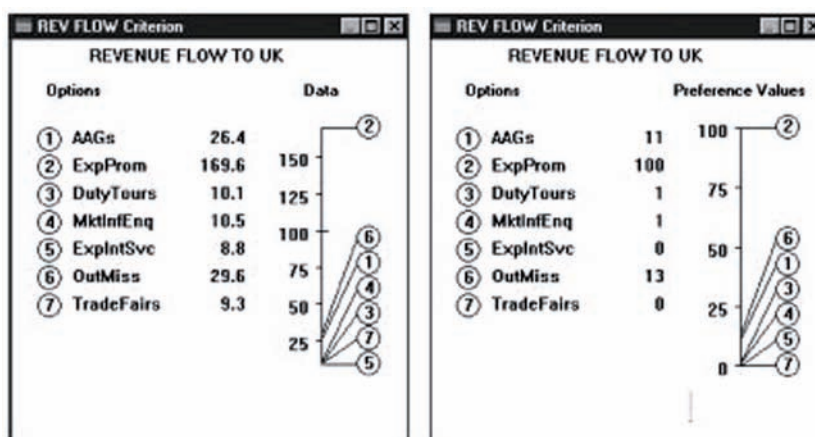 REV FLOW Criterion
REVENUE FLOW TO UK
Options Data
1 AAGs 26.4
2 ExpProm 169.6
3 DutyTours 10.1
4 MktInfEnq 10.5
5 ExpIntSvc 8.8
6 OutMiss 29.6
7 TradeFairs 9.3
150
125
100
75
50
25
2
6
1
4
3
7
5
REV FLOW Criterion
REVENUE FLOW TO UK
Options Preference Values
1 AAGs 11
2 ExpProm 100
3 DutyTours 1
4 MktInfEnq 1
5 ExpIntSvc 0
6 OutMiss 13
7 TradeFairs 0
100
75
50
25
0
2
6
1
3
4
5
7